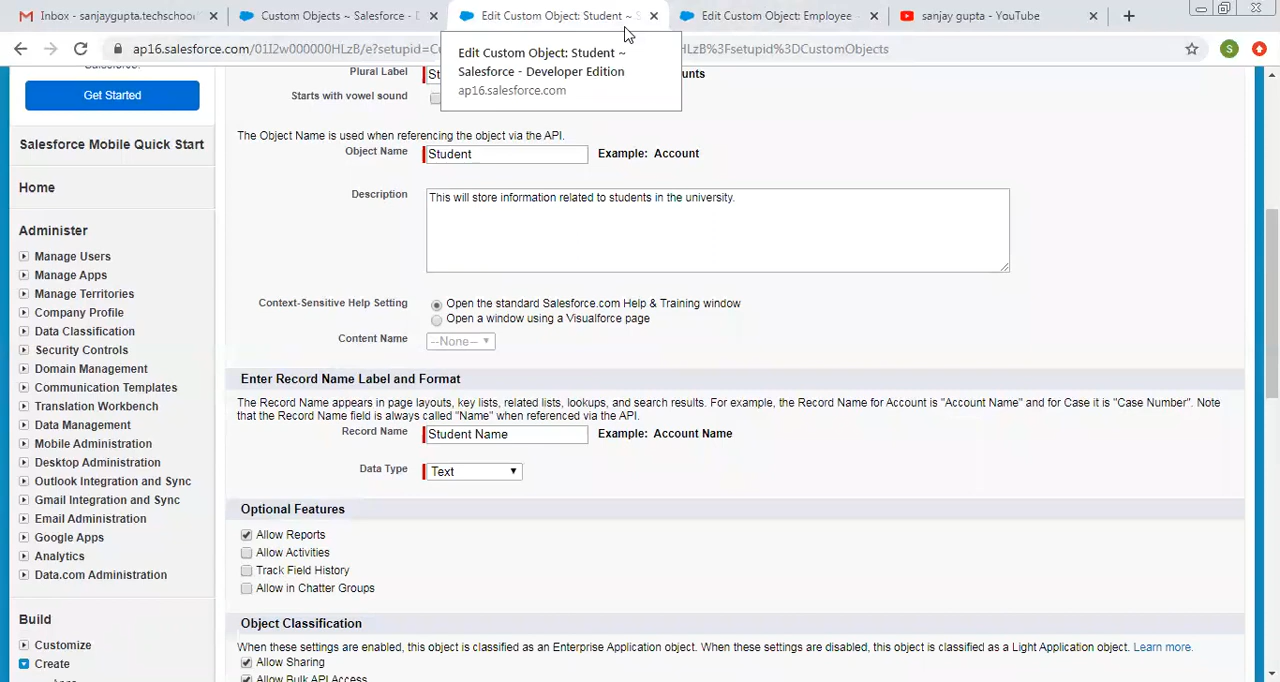 Inbox - sanjaygupta.techschool
Custom Objects ~ Salesforce - D
Edit Custom Object: Student ~ S
Edit Custom Object: Employee
sanjay gupta - YouTube
ap16.salesforce.com/01I2w000000HLzB/e?setupid=Cu
HLzB%3Fsetupid%3DCustomObjects
S
Edit Custom Object: Student ~
Salesforce - Developer Edition
ap16.salesforce.com
Get Started
Salesforce Mobile Quick Start
Home
Administer
Manage Users
Manage Apps
Manage Territories
Company Profile
Data Classification
Security Controls
Domain Management
Communication Templates
Translation Workbench
Data Management
Mobile Administration
Desktop Administration
Outlook Integration and Sync
Gmail Integration and Sync
Email Administration
Google Apps
Analytics
Data.com Administration
Build
Customize
Create
Plural Label
St
unts
Starts with vowel sound
The Object Name is used when referencing the object via the API.
Object Name Student Example: Account
Description This will store information related to students in the university.
Context-Sensitive Help Setting Open the standard Salesforce.com Help & Training window
Open a window using a Visualforce page
Content Name --None--
Enter Record Name Label and Format
The Record Name appears in page layouts, key lists, related lists, lookups, and search results. For example, the Record Name for Account is "Account Name" and for Case it is "Case Number". Note
that the Record Name field is always called "Name" when referenced via the API.
Record Name Student Name Example: Account Name
Data Type Text
Optional Features
Allow Reports
Allow Activities
Track Field History
Allow in Chatter Groups
Object Classification
When these settings are enabled, this object is classified as an Enterprise Application object. When these settings are disabled, this object is classified as a Light Application object. Learn more.
Allow Sharing
Allow Bulk API Access